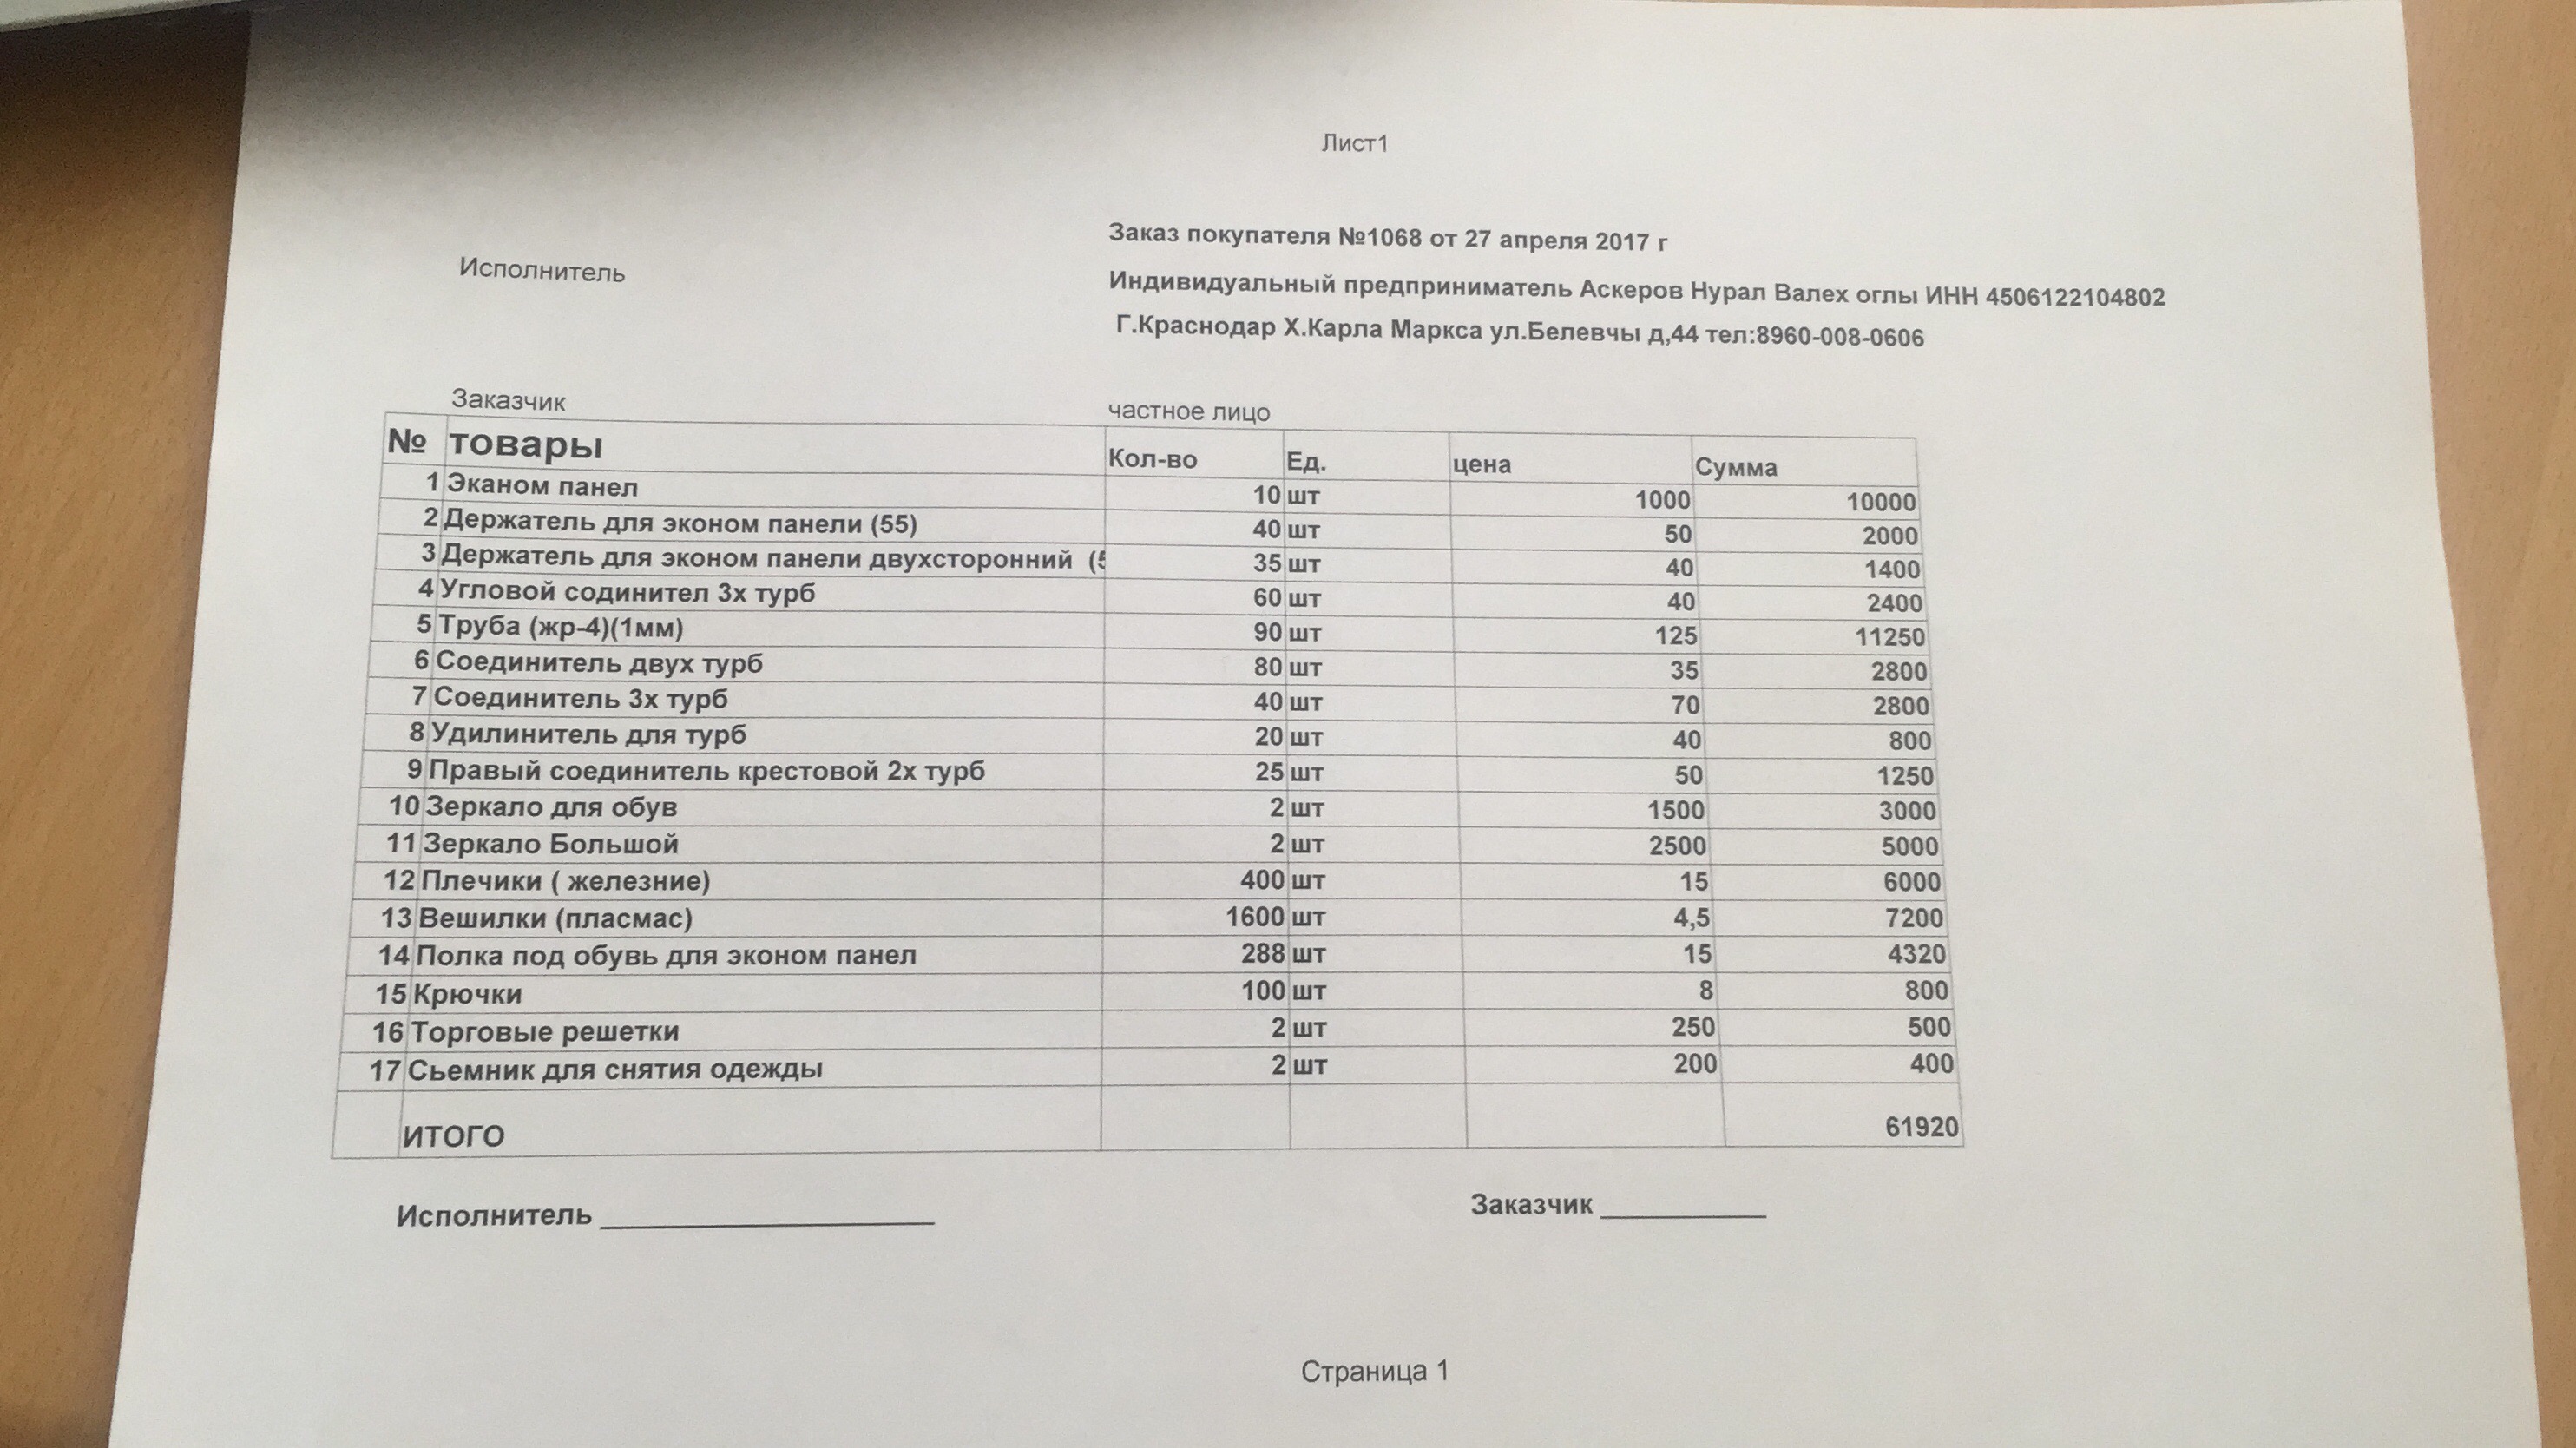 Лист1
Заказ покупателя №1068 от 27 апреля 2017 г
Исполнитель
Индивидуальный предприниматель Аскеров Нурал Валех оглы ИНН 4506122104802
Г.Краснодар Х.Карла Маркса ул.Белевчы д,44 тел:8960-008-0606
Заказчик частное лицо
№ товары Кол-во Ед. цена Сумма
1 Эканом панел 10 шт 1000 10000
2 Держатель для эконом панели (55) 40 шт 50 2000
3 Держатель для эконом панели двухсторонний (5 35 шт 40 1400
4 Угловой содинител 3х турб 60 шт 40 2400
5 Труба (жр-4)(1мм) 90 шт 125 11250
6 Соединитель двух турб 80 шт 35 2800
7 Соединитель 3х турб 40 шт 70 2800
8 Удилинитель для турб 20 шт 40 800
9 Правый соединитель крестовой 2х турб 25 шт 50 1250
10 Зеркало для обув 2 шт 1500 3000
11 Зеркало Большой 2 шт 2500 5000
12 Плечики ( железние) 400 шт 15 6000
13 Вешилки (пласмас) 1600 шт 4,5 7200
14 Полка под обувь для эконом панел 288 шт 15 4320
15 Крючки 100 шт 8 800
16 Торговые решетки 2 шт 250 500
17 Сьемник для снятия одежды 2 шт 200 400
ИТОГО 61920
Исполнитель ____________________ Заказчик __________
Страница 1